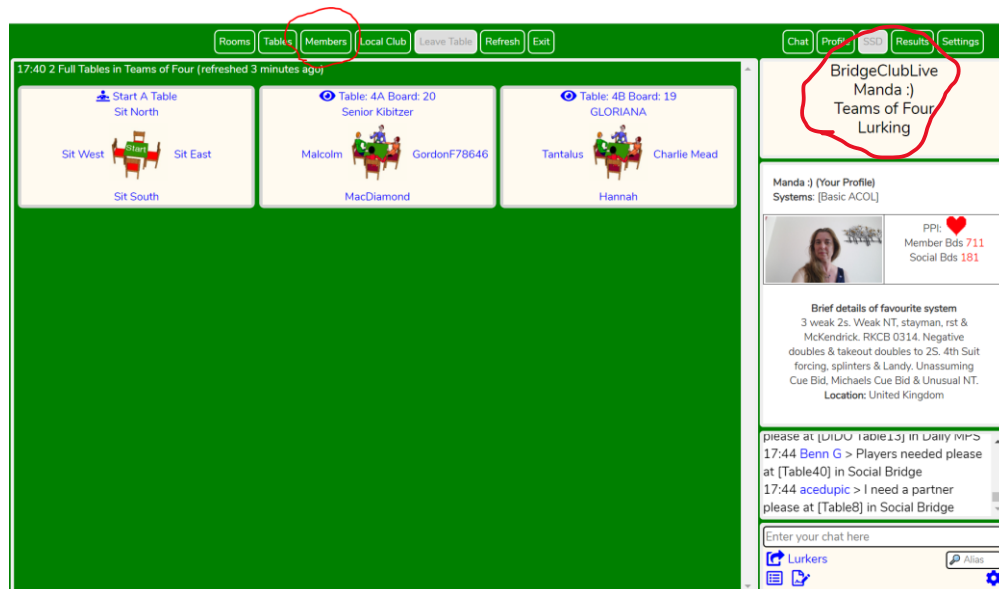 Rooms Tables Members Local Club Leave Table Refresh Exit
Chat Profile SSD Results Settings
17:40 2 Full Tables in Teams of Four (refreshed 3 minutes ago)
Start A Table
Sit North
Sit West Start Sit East
Sit South
Table: 4A Board: 20
Senior Kibitzer
Malcolm GordonF78646
MacDiamond
Table: 4B Board: 19
GLORIANA
Tantalus Charlie Mead
Hannah
BridgeClubLive
Manda :)
Teams of Four
Lurking
Manda :) (Your Profile)
Systems: [Basic ACOL]
PPI:
Member Bds 711
Social Bds 181
Brief details of favourite system
3 weak 2s. Weak NT, stayman, rst &
McKendrick. RKCB 0314. Negative
doubles & takeout doubles to 2S. 4th Suit
forcing, splinters & Landy. Unassuming
Cue Bid, Michaels Cue Bid & Unusual NT.
Location: United Kingdom
please at [DIDO Table13] in Daily MPS
17:44 Benn G > Players needed please
at [Table40] in Social Bridge
17:44 acedupic > I need a partner
please at [Table8] in Social Bridge
Enter your chat here
Lurkers
Alias